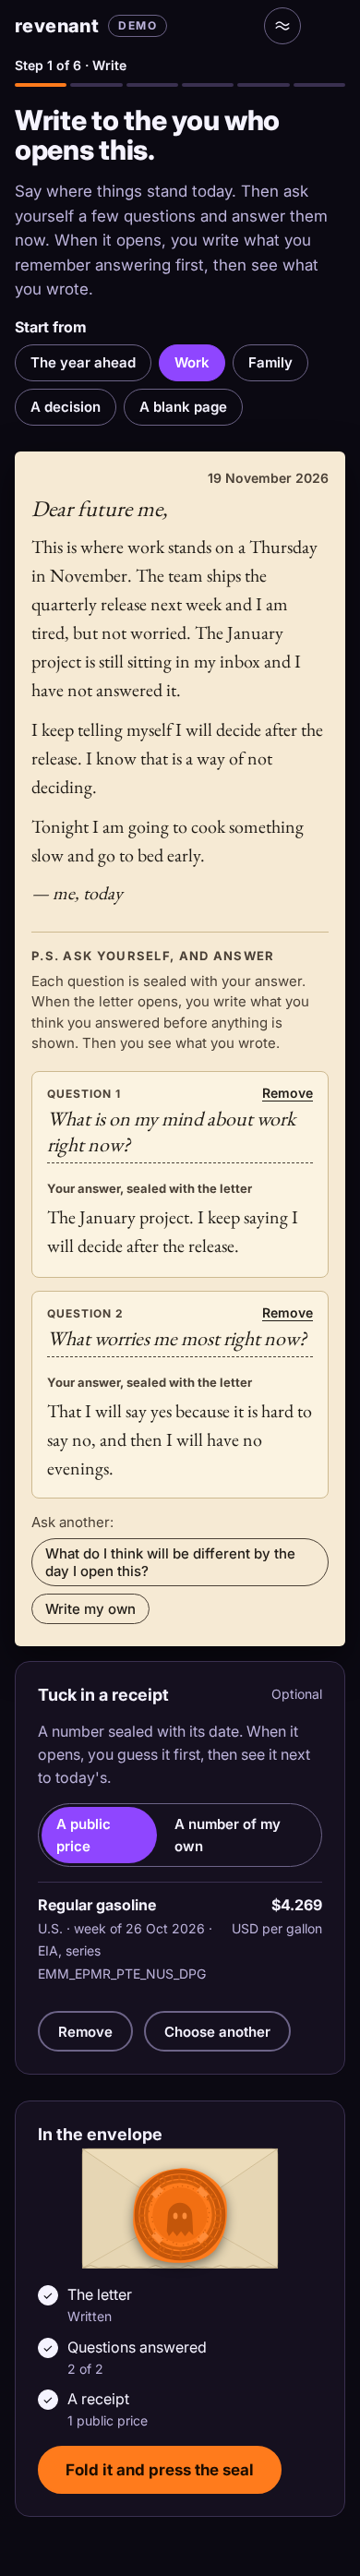 revenant DEMO
Step 1 of 6 · Write
Write to the you who
opens this.
Say where things stand today. Then ask
yourself a few questions and answer them
now. When it opens, you write what you
remember answering first, then see what
you wrote.
Start from
The year ahead Work Family
A decision A blank page
19 November 2026
Dear future me,
This is where work stands on a Thursday
in November. The team ships the
quarterly release next week and I am
tired, but not worried. The January
project is still sitting in my inbox and I
have not answered it.
I keep telling myself I will decide after the
release. I know that is a way of not
deciding.
Tonight I am going to cook something
slow and go to bed early.
— me, today
P.S. ASK YOURSELF, AND ANSWER
Each question is sealed with your answer.
When the letter opens, you write what you
think you answered before anything is
shown. Then you see what you wrote.
QUESTION 1 Remove
What is on my mind about work
right now?
Your answer, sealed with the letter
The January project. I keep saying I
will decide after the release.
QUESTION 2 Remove
What worries me most right now?
Your answer, sealed with the letter
That I will say yes because it is hard to
say no, and then I will have no
evenings.
Ask another:
What do I think will be different by the
day I open this?
Write my own
Tuck in a receipt Optional
A number sealed with its date. When it
opens, you guess it first, then see it next
to today's.
A public
price
A number of my
own
Regular gasoline $4.269
U.S. · week of 26 Oct 2026 · USD per gallon
EIA, series
EMM_EPMR_PTE_NUS_DPG
Remove Choose another
In the envelope
The letter
Written
Questions answered
2 of 2
A receipt
1 public price
Fold it and press the seal